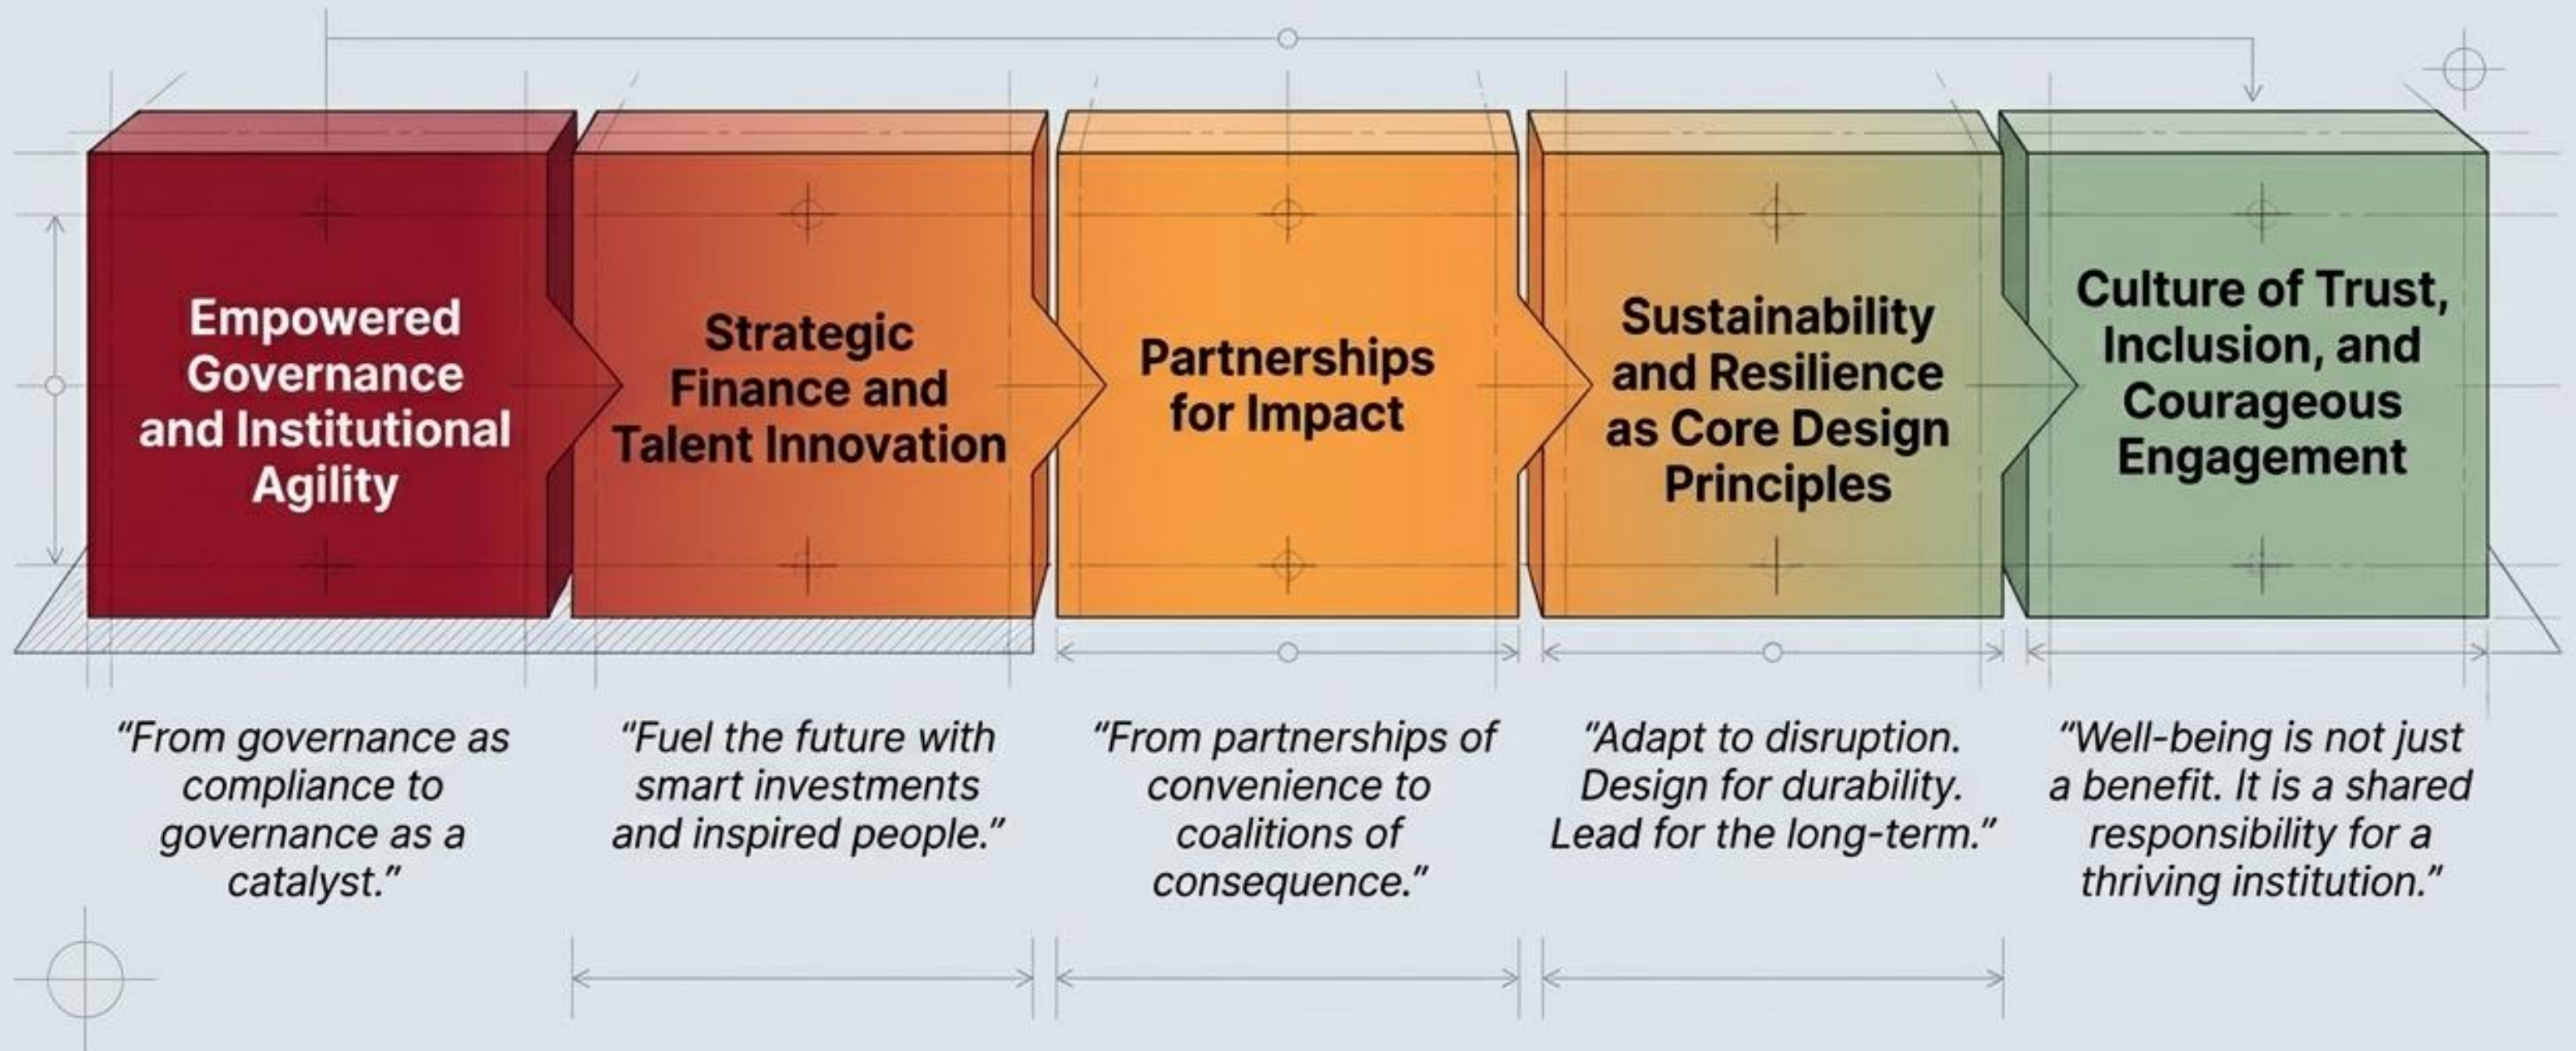 Empowered
Governance
and Institutional
Agility
Strategic
Finance and
Talent Innovation
Partnerships
for Impact
Sustainability
and Resilience
as Core Design
Principles
Culture of Trust,
Inclusion, and
Courageous
Engagement
“From governance as
compliance to
governance as a
catalyst.”
“Fuel the future with
smart investments
and inspired people.”
“From partnerships of
convenience to
coalitions of
consequence.”
“Adapt to disruption.
Design for durability.
Lead for the long-term.”
“Well-being is not just
a benefit. It is a shared
responsibility for a
thriving institution.”